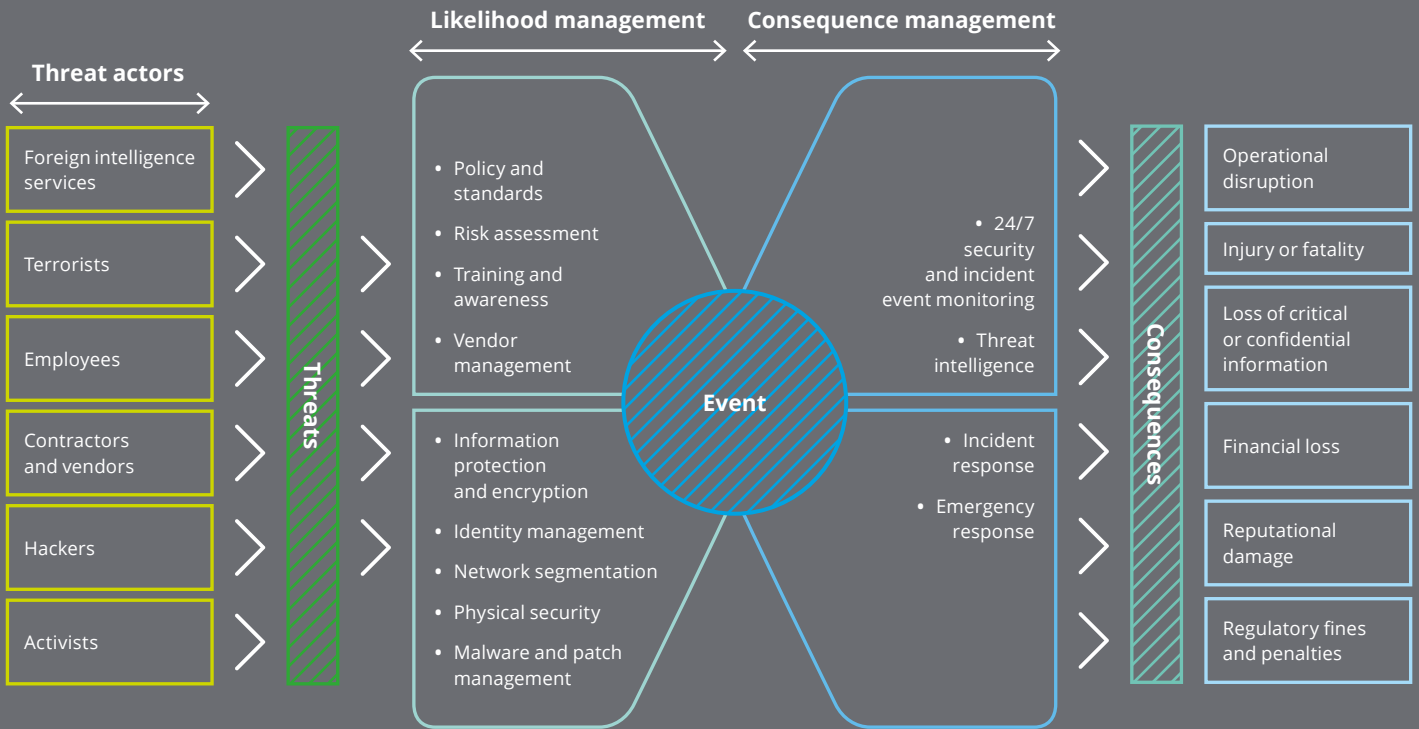 Likelihood management
Consequence management
Threat actors
Foreign intelligence
services
Terrorists
Employees
Contractors
and vendors
Hackers
Activists
Threats
• Policy and
standards
• Risk assessment
• Training and
awareness
• Vendor
management
• Information
protection
and encryption
• Identity management
• Network segmentation
• Physical security
• Malware and patch
management
Event
• 24/7
security
and incident
event monitoring
• Threat
intelligence
• Incident
response
• Emergency
response
Consequences
Operational
disruption
Injury or fatality
Loss of critical
or confidential
information
Financial loss
Reputational
damage
Regulatory fines
and penalties